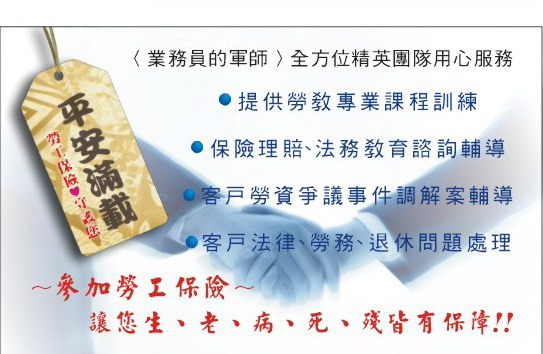 〈業務員的軍師〉全方位精英團隊用心服務
平安滿載
勞工保險♥守護您
●提供勞教專業課程訓練
●保險理賠、法務教育諮詢輔導
●客戶勞資爭議事件調解案輔導
●客戶法律、勞務、退休問題處理
～參加勞工保險～
讓您生、老、病、死、殘皆有保障!!